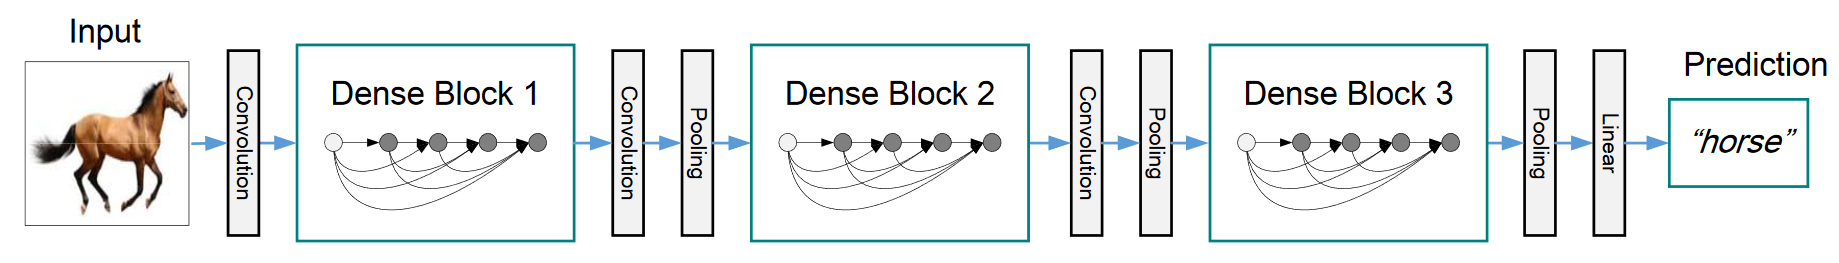 Input
Convolution
Dense Block 1
Convolution
Pooling
Dense Block 2
Convolution
Pooling
Dense Block 3
Pooling
Linear
Prediction
“horse”